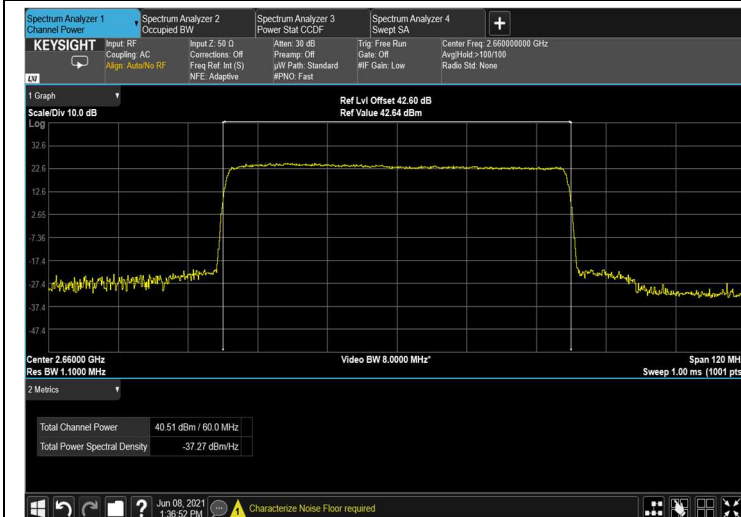 Spectrum Analyzer 1
Channel Power
Spectrum Analyzer 2
Occupied BW
Spectrum Analyzer 3
Power Stat CCDF
Spectrum Analyzer 4
Swept SA
KEYSIGHT
LXI
Input: RF
Coupling: AC
Align: Auto/No RF
Input Z: 50 Ω
Corrections: Off
Freq Ref: Int (S)
NFE: Adaptive
Atten: 30 dB
Preamp: Off
µW Path: Standard
#PNO: Fast
Trig: Free Run
Gate: Off
#IF Gain: Low
Center Freq: 2.660000000 GHz
Avg|Hold:>100/100
Radio Std: None
1 Graph
Scale/Div 10.0 dB
Ref Lvl Offset 42.60 dB
Ref Value 42.64 dBm
Log
32.6
22.6
12.6
2.65
-7.36
-17.4
-27.4
-37.4
-47.4
Center 2.66000 GHz
Video BW 8.0000 MHz*
Span 120 MH
Res BW 1.1000 MHz
Sweep 1.00 ms (1001 pts
2 Metrics
Total Channel Power 40.51 dBm / 60.0 MHz
Total Power Spectral Density -37.27 dBm/Hz
Jun 08, 2021
1:36:52 PM
Characterize Noise Floor required